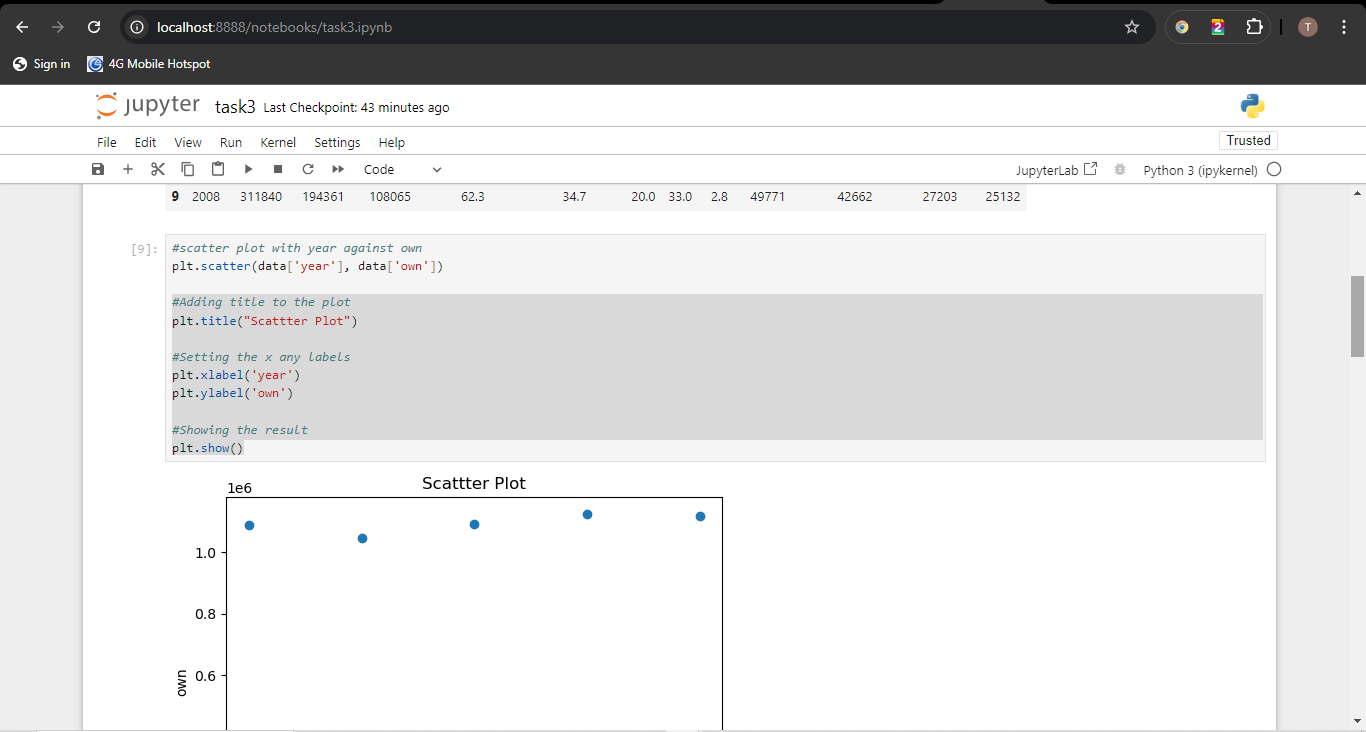 localhost:8888/notebooks/task3.ipynb
2
T
Sign in
4G Mobile Hotspot
jupyter task3 Last Checkpoint: 43 minutes ago
File Edit View Run Kernel Settings Help
Trusted
Code
JupyterLab
Python 3 (ipykernel)
9 2008 311840 194361 108065 62.3 34.7 20.0 33.0 2.8 49771 42662 27203 25132
[9]:
#scatter plot with year against own
plt.scatter(data['year'], data['own'])
#Adding title to the plot
plt.title("Scattter Plot")
#Setting the x any labels
plt.xlabel('year')
plt.ylabel('own')
#Showing the result
plt.show()
Scattter Plot
1e6
1.0
0.8
0.6
own